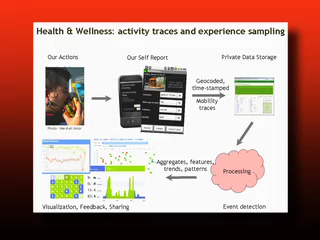 Health & Wellness: activity traces and experience sampling
Our Actions
Our Self Report
Private Data Storage
Geocoded,
time-stamped
Mobility
traces
Aggregates, features,
trends, patterns
Processing
Visualization, Feedback, Sharing
Event detection